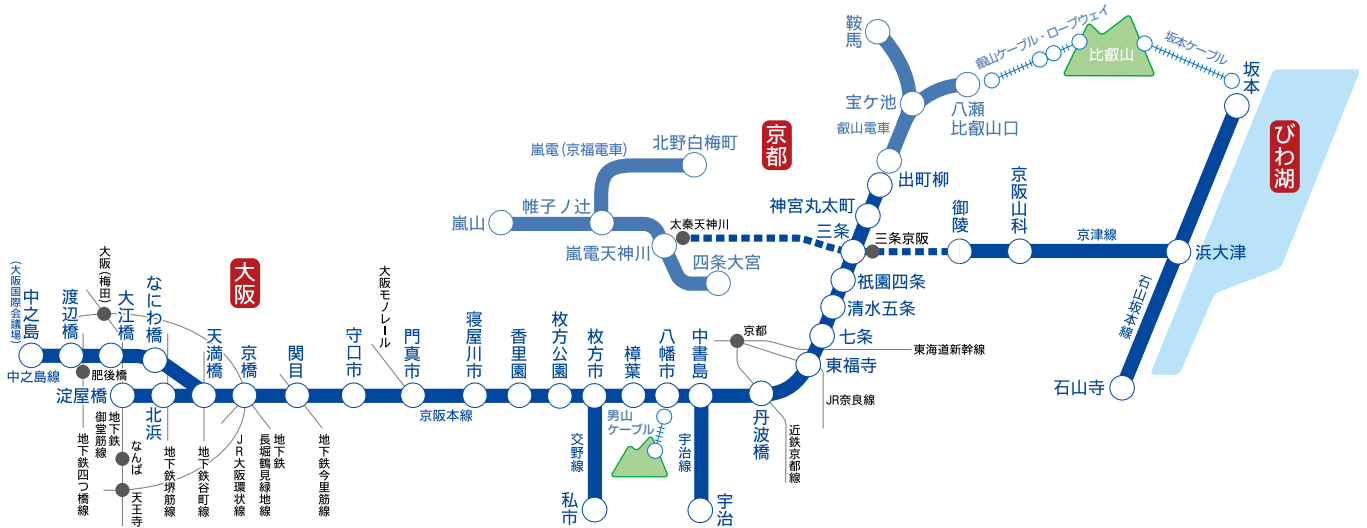 鞍馬
叡山ケーブル・ロープウェイ
比叡山
坂本ケーブル
坂本
びわ湖
宝ケ池
八瀬
比叡山口
叡山電車
京都
北野白梅町
嵐電(京福電車)
出町柳
京阪山科
神宮丸太町
御陵
帷子ノ辻
嵐山
太秦天神川
三条
三条京阪
京津線
浜大津
嵐電天神川
四条大宮
祇園四条
清水五条
七条
東福寺
石山坂本線
石山寺
京都
東海道新幹線
JR奈良線
大阪
大阪(梅田)
(大阪国際会議場)
中之島
渡辺橋
大江橋
なにわ橋
天満橋
京橋
関目
守口市
大阪モノレール
門真市
寝屋川市
香里園
枚方公園
枚方市
樟葉
八幡市
中書島
中之島線
肥後橋
淀屋橋
北浜
京阪本線
丹波橋
近鉄京都線
男山
ケーブル
交野線
私市
宇治線
宇治
地下鉄四つ橋線
地下鉄
御堂筋線
なんば
天王寺
地下鉄堺筋線
地下鉄谷町線
JR大阪環状線
地下鉄
長堀鶴見緑地線
地下鉄今里筋線